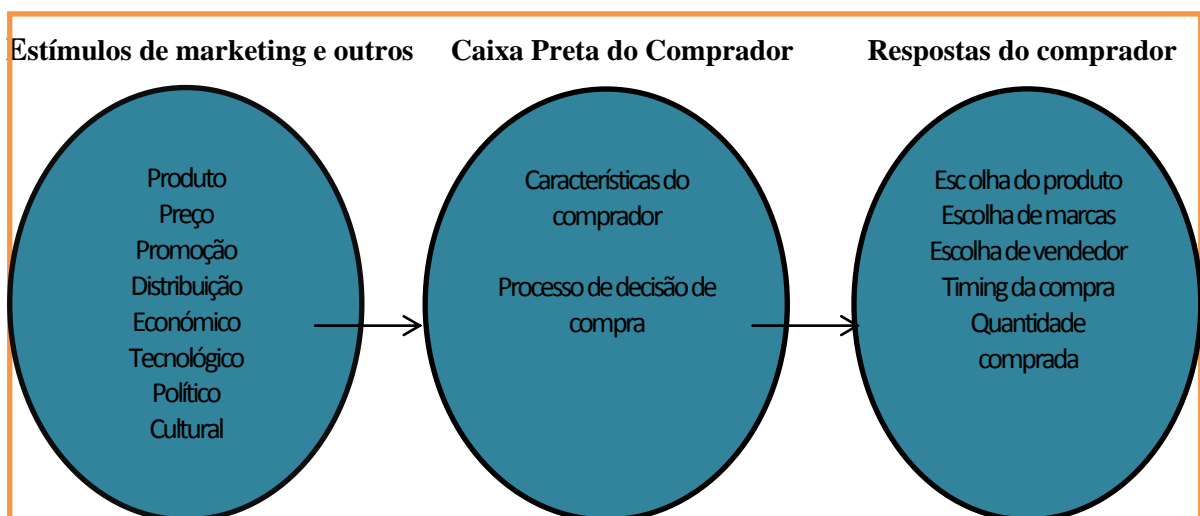 Estímulos de marketing e outros
Caixa Preta do Comprador
Respostas do comprador
Produto
Preço
Promoção
Distribuição
Económico
Tecnológico
Político
Cultural
Características do
comprador
Processo de decisão de
compra
Esc olha do produto
Escolha de marcas
Escolha de vendedor
Timing da compra
Quantidade
comprada